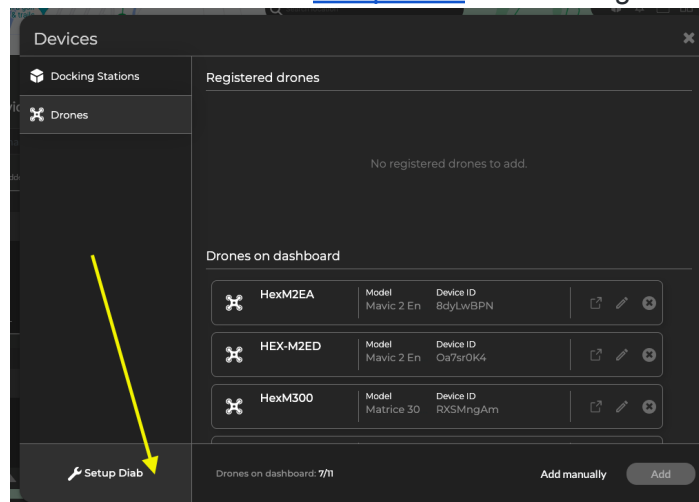 Devices
Docking Stations
Drones
Registered drones
No registered drones to add.
Drones on dashboard
HexM2EA
Model
Mavic 2 En
Device ID
8dyLwBPN
HEX-M2ED
Model
Mavic 2 En
Device ID
Oa7sr0K4
HexM300
Model
Matrice 30
Device ID
RXSMngAm
Setup Diab
Drones on dashboard: 7/11
Add manually
Add